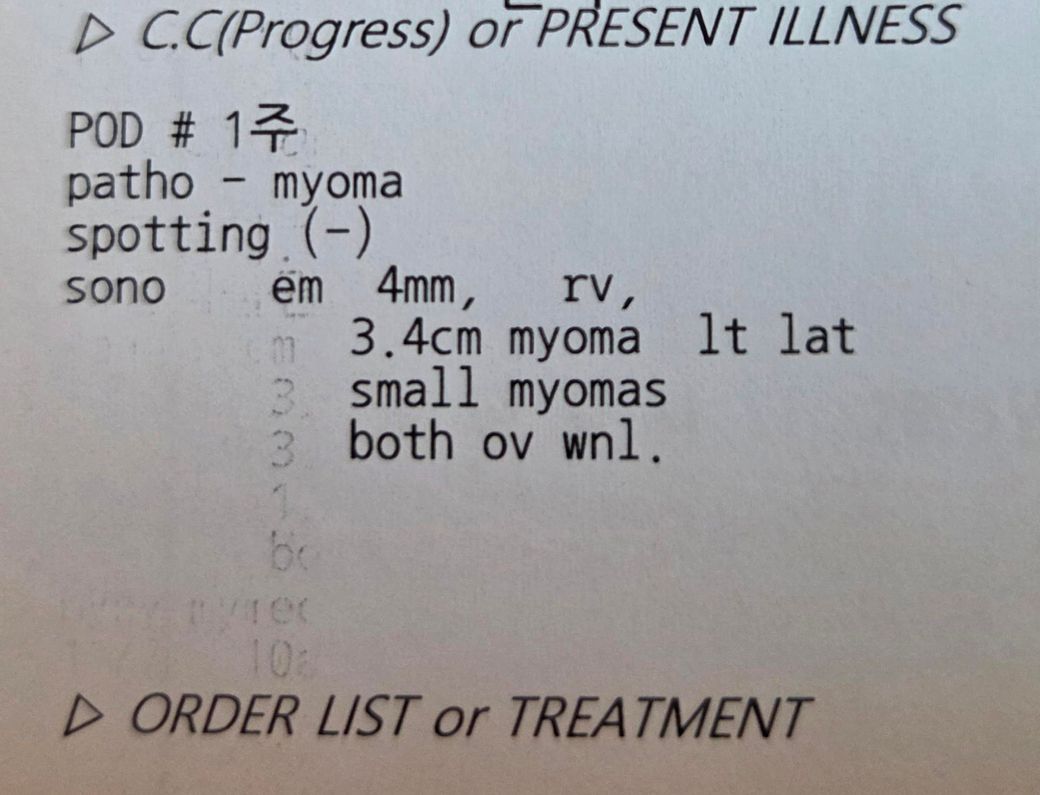 ▷ C.C(Progress) or PRESENT ILLNESS
POD # 1주
patho - myoma
spotting (-)
sono em 4mm, rv,
3.4cm myoma lt lat
small myomas
both ov wnl.
▷ ORDER LIST or TREATMENT